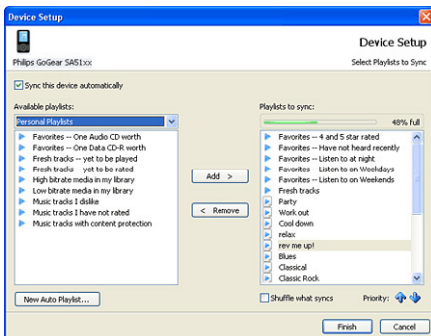 Device Setup
Device Setup
Philips GoGear SA51xx
Select Playlists to Sync
Sync this device automatically
Available playlists:
Personal Playlists
Favorites -- One Audio CD worth
Favorites -- One Data CD-R worth
Fresh tracks -- yet to be played
Fresh tracks -- yet to be rated
High bitrate media in my library
Low bitrate media in my library
Music tracks I dislike
Music tracks I have not rated
Music tracks with content protection
New Auto Playlist...
Add >
< Remove
Playlists to sync:
48% full
Favorites -- 4 and 5 star rated
Favorites -- Have not heard recently
Favorites -- Listen to at night
Favorites -- Listen to on Weekdays
Favorites -- Listen to on Weekends
Fresh tracks
Party
Work out
Cool down
relax
rev me up!
Blues
Classical
Classic Rock
Shuffle what syncs
Priority:
Finish
Cancel